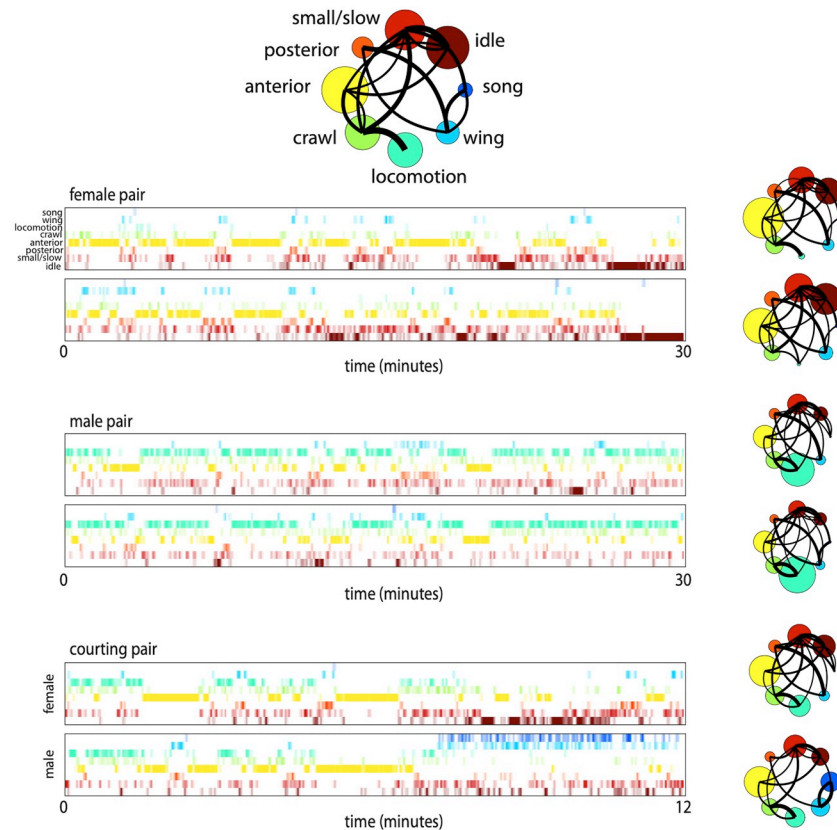 small/slow
idle
posterior
anterior
song
crawl
wing
locomotion
female pair
song
wing
locomotion
crawl
anterior
posterior
small/slow
idle
0
30
time (minutes)
male pair
0
30
time (minutes)
courting pair
female
male
0
12
time (minutes)